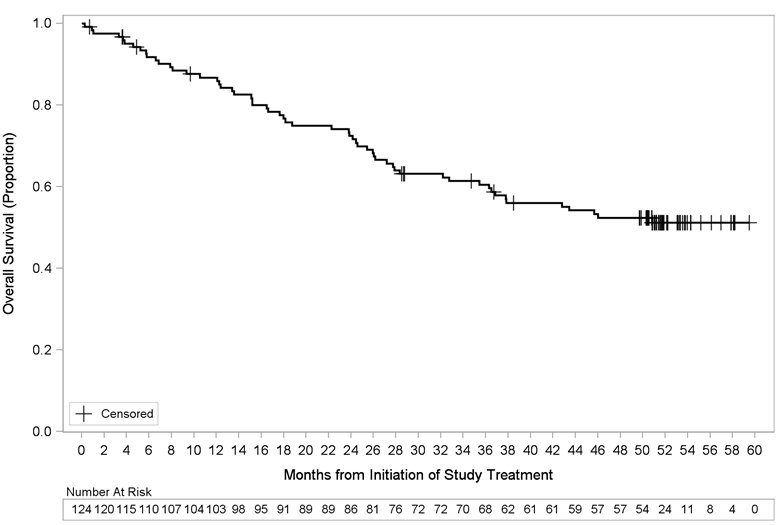 1.0
0.8
0.6
0.4
0.2
0.0
Overall Survival (Proportion)
Censored
0 2 4 6 8 10 12 14 16 18 20 22 24 26 28 30 32 34 36 38 40 42 44 46 48 50 52 54 56 58 60
Months from Initiation of Study Treatment
Number At Risk
124 120 115 110 107 104 103 98 95 91 89 89 86 81 76 72 72 70 68 62 61 61 59 57 57 54 24 11 8 4 0